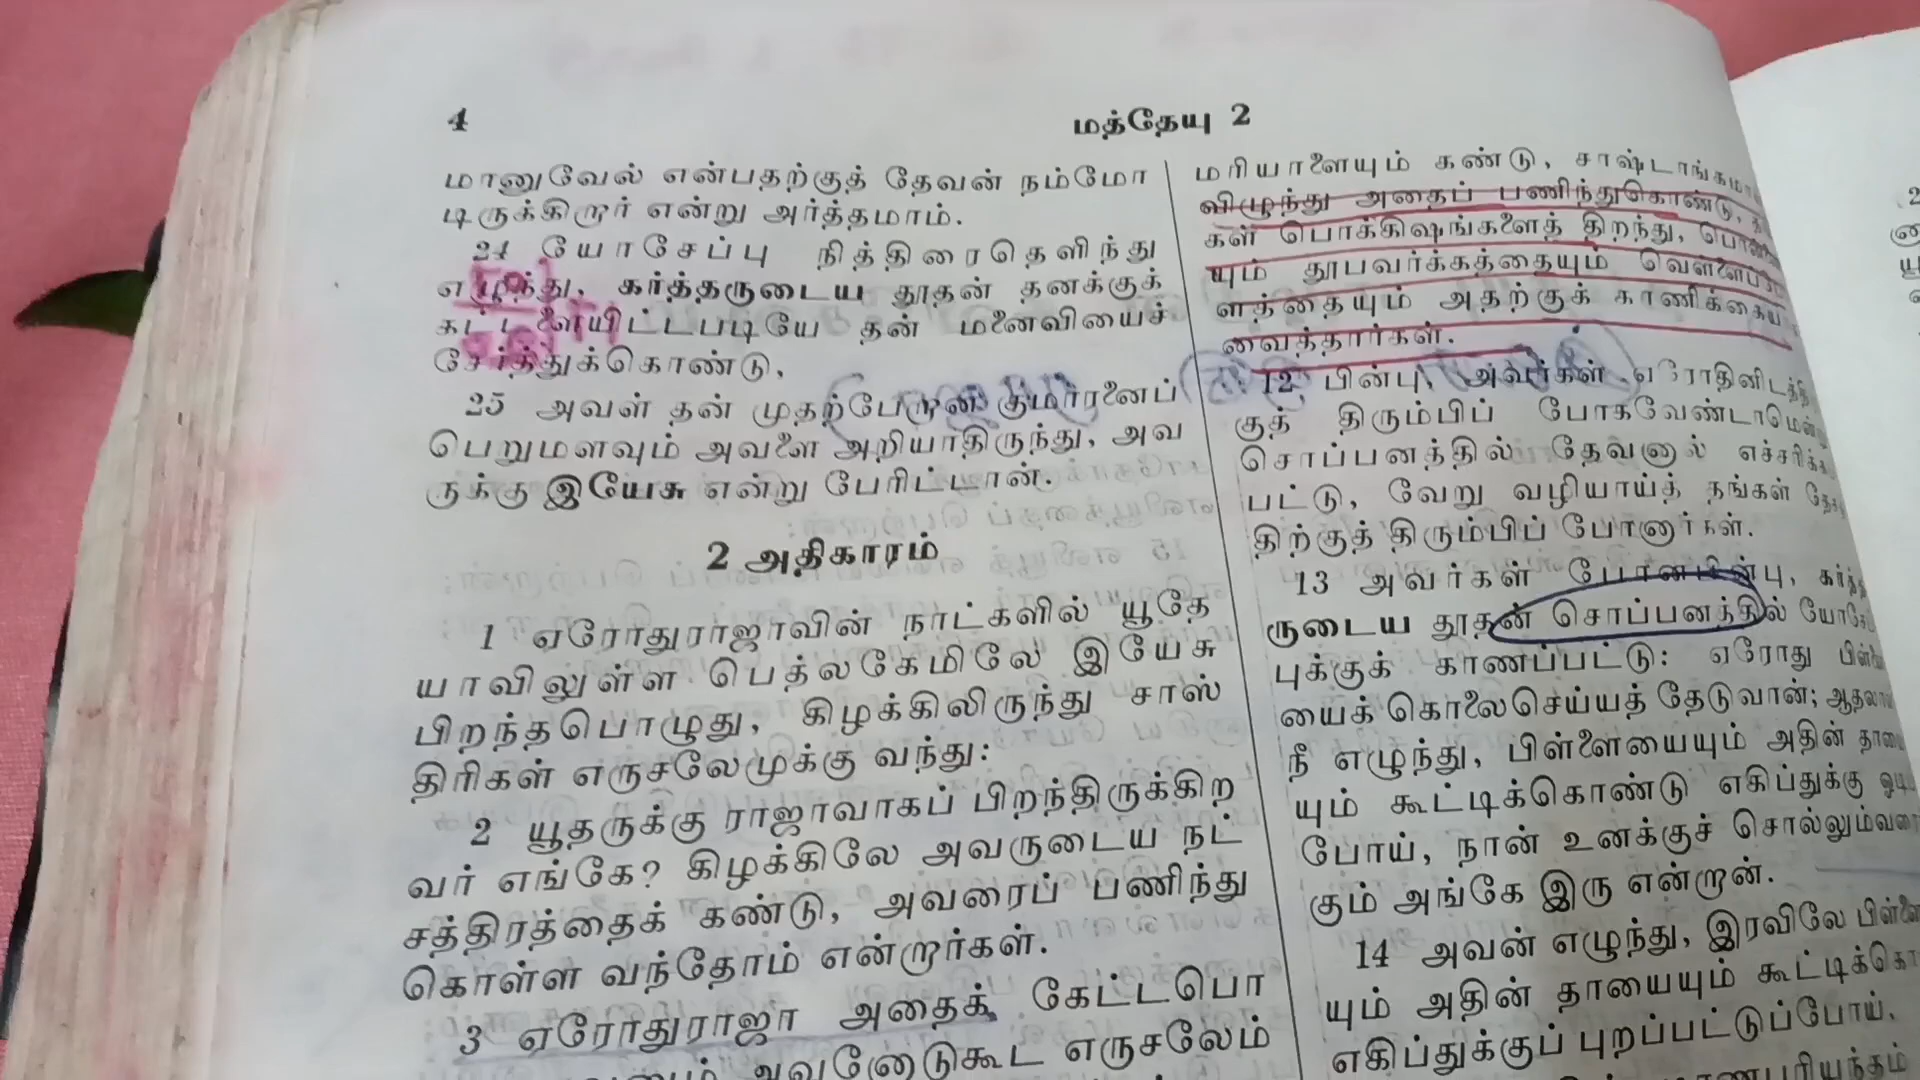 4
மத்தேயு 2
மானுவேல் என்பதற்குத் தேவன் நம்மோ
டிருக்கிறார் என்று அர்த்தமாம்.
24 யோசேப்பு நித்திரைதெளிந்து
எழுந்து, கர்த்தருடைய தூதன் தனக்குக்
கட்டளையிட்டபடியே தன் மனைவியைச்
சேர்த்துக்கொண்டு,
25 அவள் தன் முதற்பேறான குமாரனைப்
பெறுமளவும் அவளை அறியாதிருந்து, அவ
ருக்கு இயேசு என்று பேரிட்டான்.
2 அதிகாரம்
1 ஏரோதுராஜாவின் நாட்களில் யூதே
யாவிலுள்ள பெத்லகேமிலே இயேசு
பிறந்தபொழுது, கிழக்கிலிருந்து சாஸ்
திரிகள் எருசலேமுக்கு வந்து:
2 யூதருக்கு ராஜாவாகப் பிறந்திருக்கிற
வர் எங்கே? கிழக்கிலே அவருடைய நட்
சத்திரத்தைக் கண்டு, அவரைப் பணிந்து
கொள்ள வந்தோம் என்றார்கள்.
3 ஏரோதுராஜா அதைக் கேட்டபொ
அவனோடுகூட எருசலேம்
மரியாளையும் கண்டு, சாஷ்டாங்கமா
விழுந்து அதைப் பணிந்துகொண்டு,
கள் பொக்கிஷங்களைத் திறந்து,
யும் தூபவர்க்கத்தையும் வெள்ளைப்போ
ளத்தையும் அதற்குக் காணிக்கைய
வைத்தார்கள்.
12 பின்பு, அவர்கள் ஏரோதினிடத்தி
குத் திரும்பிப் போகவேண்டாமென்
சொப்பனத்தில் தேவனால் எச்சரிக்க
பட்டு, வேறு வழியாய்த் தங்கள் தேச
திற்குத் திரும்பிப் போனார்கள்.
13 அவர்கள் போனபின்பு, கர்த்த
ருடைய தூதன் சொப்பனத்தில் யோசே
புக்குக் காணப்பட்டு: ஏரோது பிள்ளை
யைக் கொலைசெய்யத் தேடுவான்; ஆதலா
நீ எழுந்து, பிள்ளையையும் அதின் தாயை
யும் கூட்டிக்கொண்டு எகிப்துக்கு ஓடி
போய், நான் உனக்குச் சொல்லும்வரை
கும் அங்கே இரு என்றான்.
14 அவன் எழுந்து, இரவிலே பிள்ளை
யும் அதின் தாயையும் கூட்டிக்கொ
எகிப்துக்குப் புறப்பட்டுப்போய்,